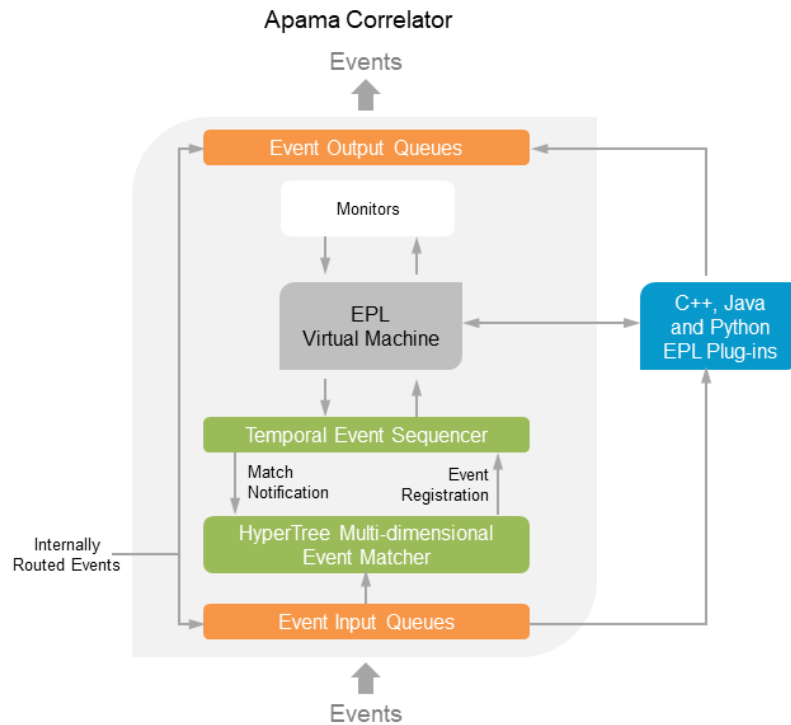 Apama Correlator
Events
Event Output Queues
Monitors
EPL
Virtual Machine
C++, Java
and Python
EPL Plug-ins
Temporal Event Sequencer
Match
Notification
Event
Registration
HyperTree Multi-dimensional
Event Matcher
Internally
Routed Events
Event Input Queues
Events